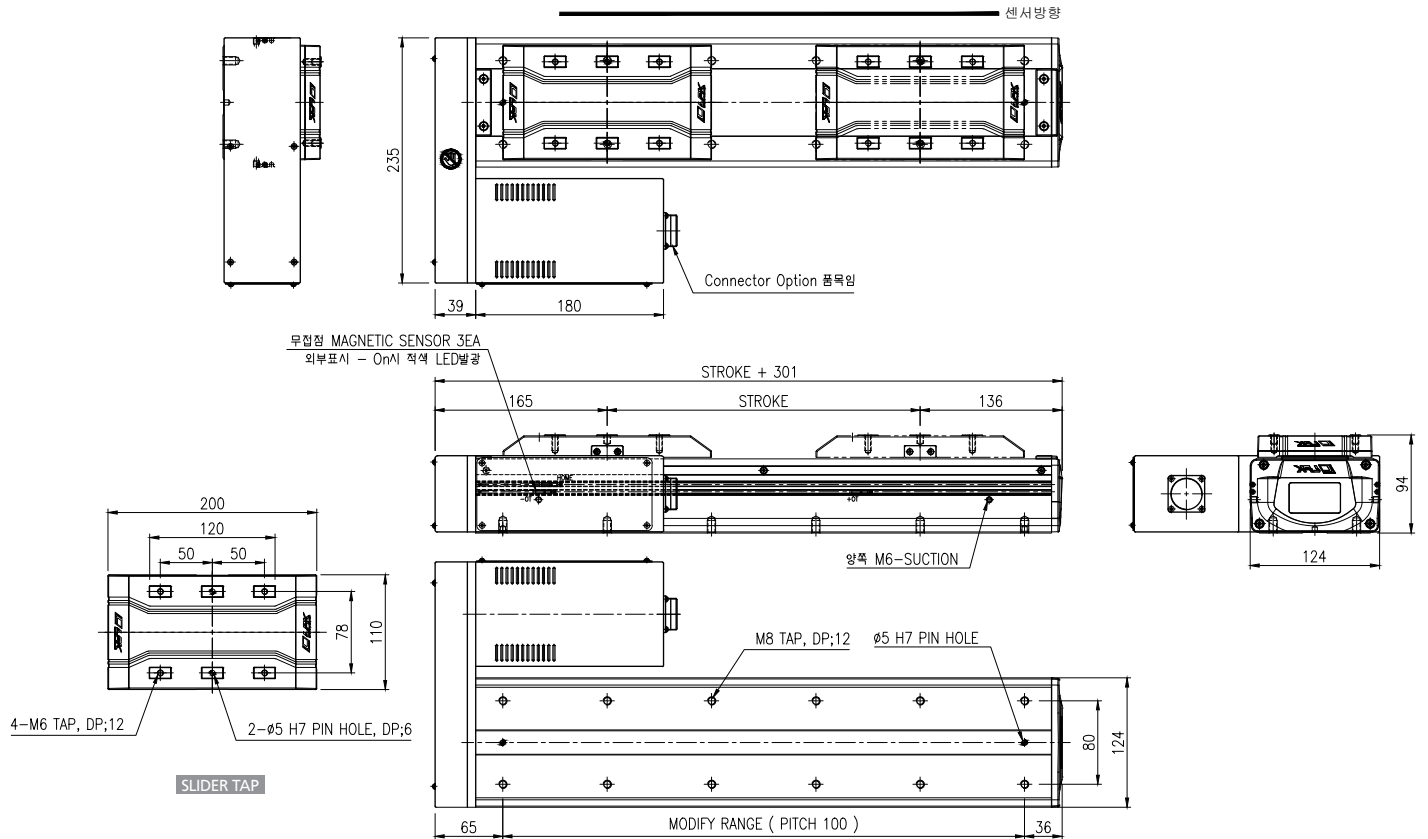 센서방향
235
Connector Option 품목임
39
180
무접점 MAGNETIC SENSOR 3EA
외부표시 - On시 적색 LED발광
STROKE + 301
165
STROKE
136
HOME
-OT
+OT
94
양쪽 M6-SUCTION
124
200
120
50
50
78
110
4-M6 TAP, DP;12
2-ø5 H7 PIN HOLE, DP;6
SLIDER TAP
M8 TAP, DP;12
ø5 H7 PIN HOLE
80
124
65
MODIFY RANGE ( PITCH 100 )
36